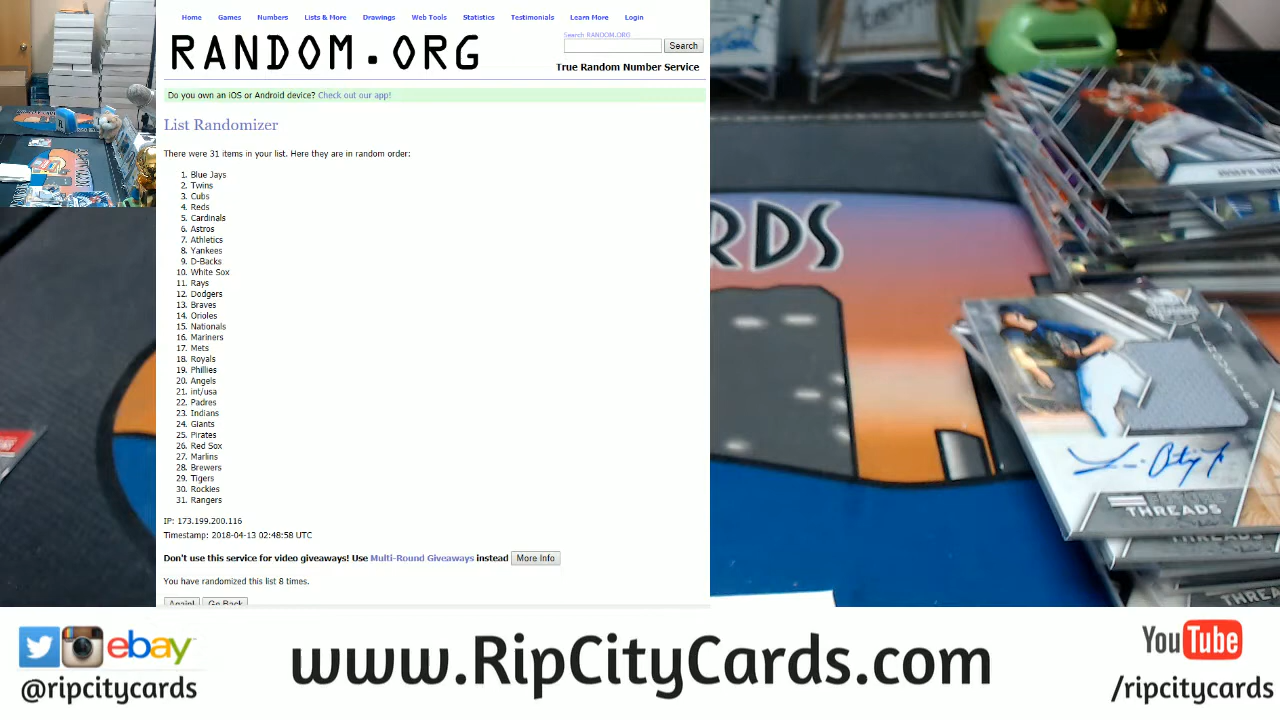 Home Games Numbers Lists & More Drawings Web Tools Statistics Testimonials Learn More Login
RANDOM.ORG
Search RANDOM.ORG
Search
True Random Number Service
Do you own an iOS or Android device? Check out our app!
List Randomizer
There were 31 items in your list. Here they are in random order:
1. Blue Jays
2. Twins
3. Cubs
4. Reds
5. Cardinals
6. Astros
7. Athletics
8. Yankees
9. D-Backs
10. White Sox
11. Rays
12. Dodgers
13. Braves
14. Orioles
15. Nationals
16. Mariners
17. Mets
18. Royals
19. Phillies
20. Angels
21. int/usa
22. Padres
23. Indians
24. Giants
25. Pirates
26. Red Sox
27. Marlins
28. Brewers
29. Tigers
30. Rockies
31. Rangers
IP: 173.199.200.116
Timestamp: 2018-04-13 02:48:58 UTC
Don't use this service for video giveaways! Use Multi-Round Giveaways instead More Info
You have randomized this list 8 times.
Again! Go Back
RDS
JOSEPH
FUTURE
THREADS
THREADS
ebay
@ripcitycards
www.RipCityCards.com
YouTube
/ripcitycards